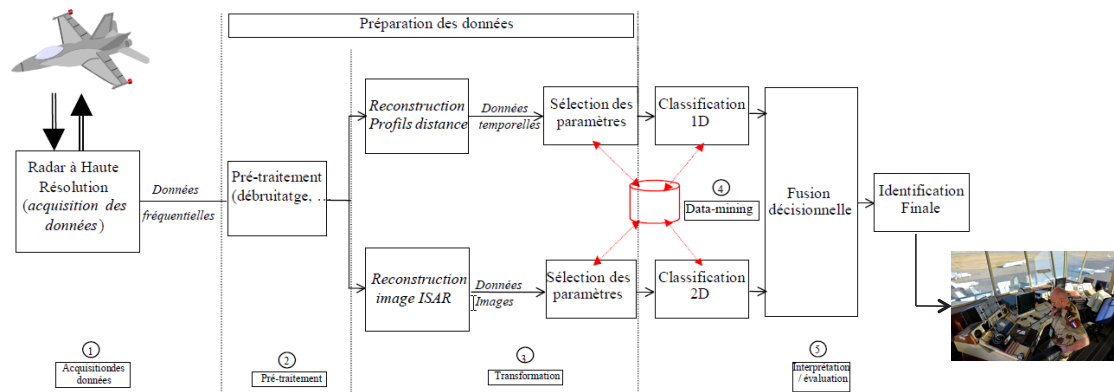 Préparation des données
Radar à Haute
Résolution
(acquisition des
données)
Données
fréquentielles
Pré-traitement
(débruitatge, ...
Reconstruction
Profils distance
Données
temporelles
Sélection des
paramètres
Classification
1D
Reconstruction
image ISAR
Données
Images
Sélection des
paramètres
Classification
2D
4
Data-mining
Fusion
décisionnelle
Identification
Finale
1
Acquisitiondes
données
2
Pré-traitement
3
Transformation
5
Interprétation
/ évaluation